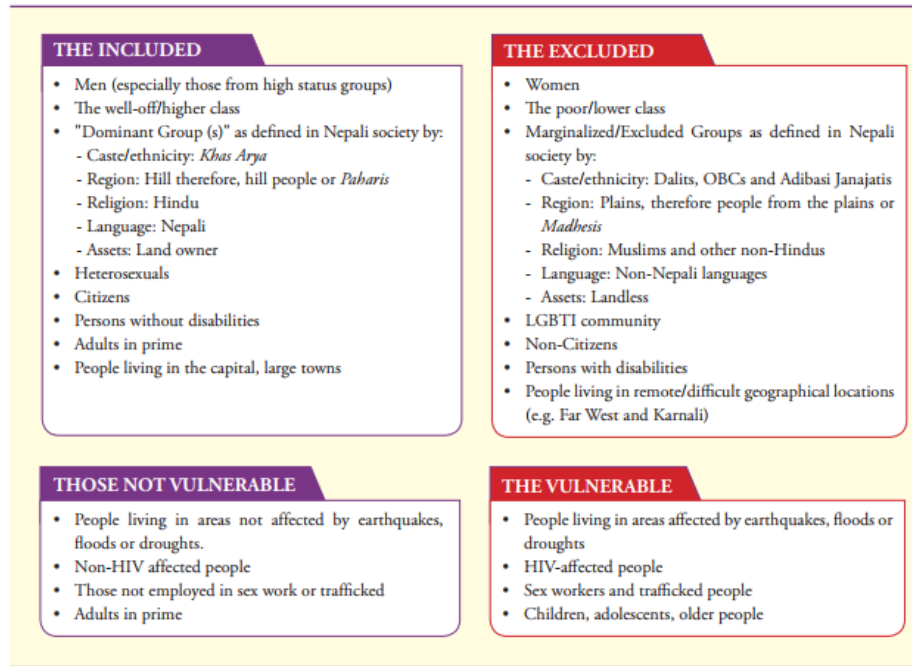 THE INCLUDED
• Men (especially those from high status groups)
• The well-off/higher class
• "Dominant Group (s)" as defined in Nepali society by:
- Caste/ethnicity: Khas Arya
- Region: Hill therefore, hill people or Paharis
- Religion: Hindu
- Language: Nepali
- Assets: Land owner
• Heterosexuals
• Citizens
• Persons without disabilities
• Adults in prime
• People living in the capital, large towns
THE EXCLUDED
• Women
• The poor/lower class
• Marginalized/Excluded Groups as defined in Nepali
society by:
- Caste/ethnicity: Dalits, OBCs and Adibasi Janajatis
- Region: Plains, therefore people from the plains or
Madhesis
- Religion: Muslims and other non-Hindus
- Language: Non-Nepali languages
- Assets: Landless
• LGBTI community
• Non-Citizens
• Persons with disabilities
• People living in remote/difficult geographical locations
(e.g. Far West and Karnali)
THOSE NOT VULNERABLE
• People living in areas not affected by earthquakes,
floods or droughts.
• Non-HIV affected people
• Those not employed in sex work or trafficked
• Adults in prime
THE VULNERABLE
• People living in areas affected by earthquakes, floods or
droughts
• HIV-affected people
• Sex workers and trafficked people
• Children, adolescents, older people